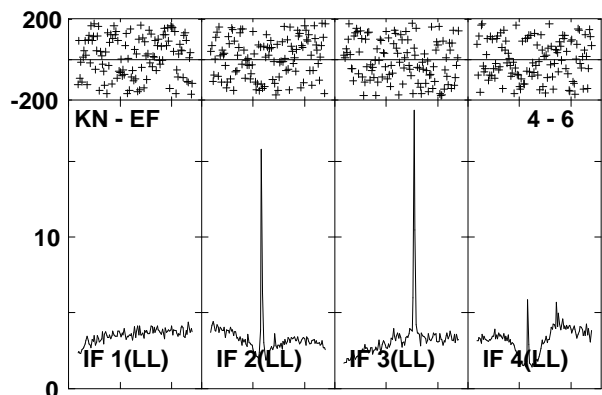 200
-200
KN - EF 4 - 6
10
IF 1(LL) IF 2(LL) IF 3(LL) IF 4(LL)
0